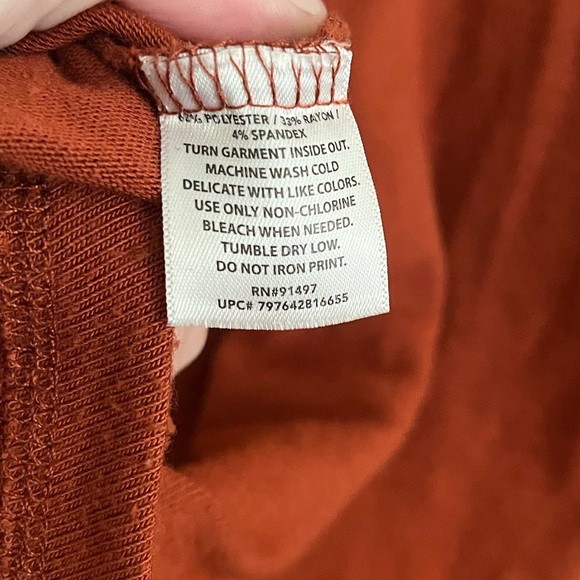 POLYESTER / 33% RAYON /
4% SPANDEX
TURN GARMENT INSIDE OUT.
MACHINE WASH COLD
DELICATE WITH LIKE COLORS.
USE ONLY NON-CHLORINE
BLEACH WHEN NEEDED.
TUMBLE DRY LOW.
DO NOT IRON PRINT.
RN#91497
UPC# 797642816655